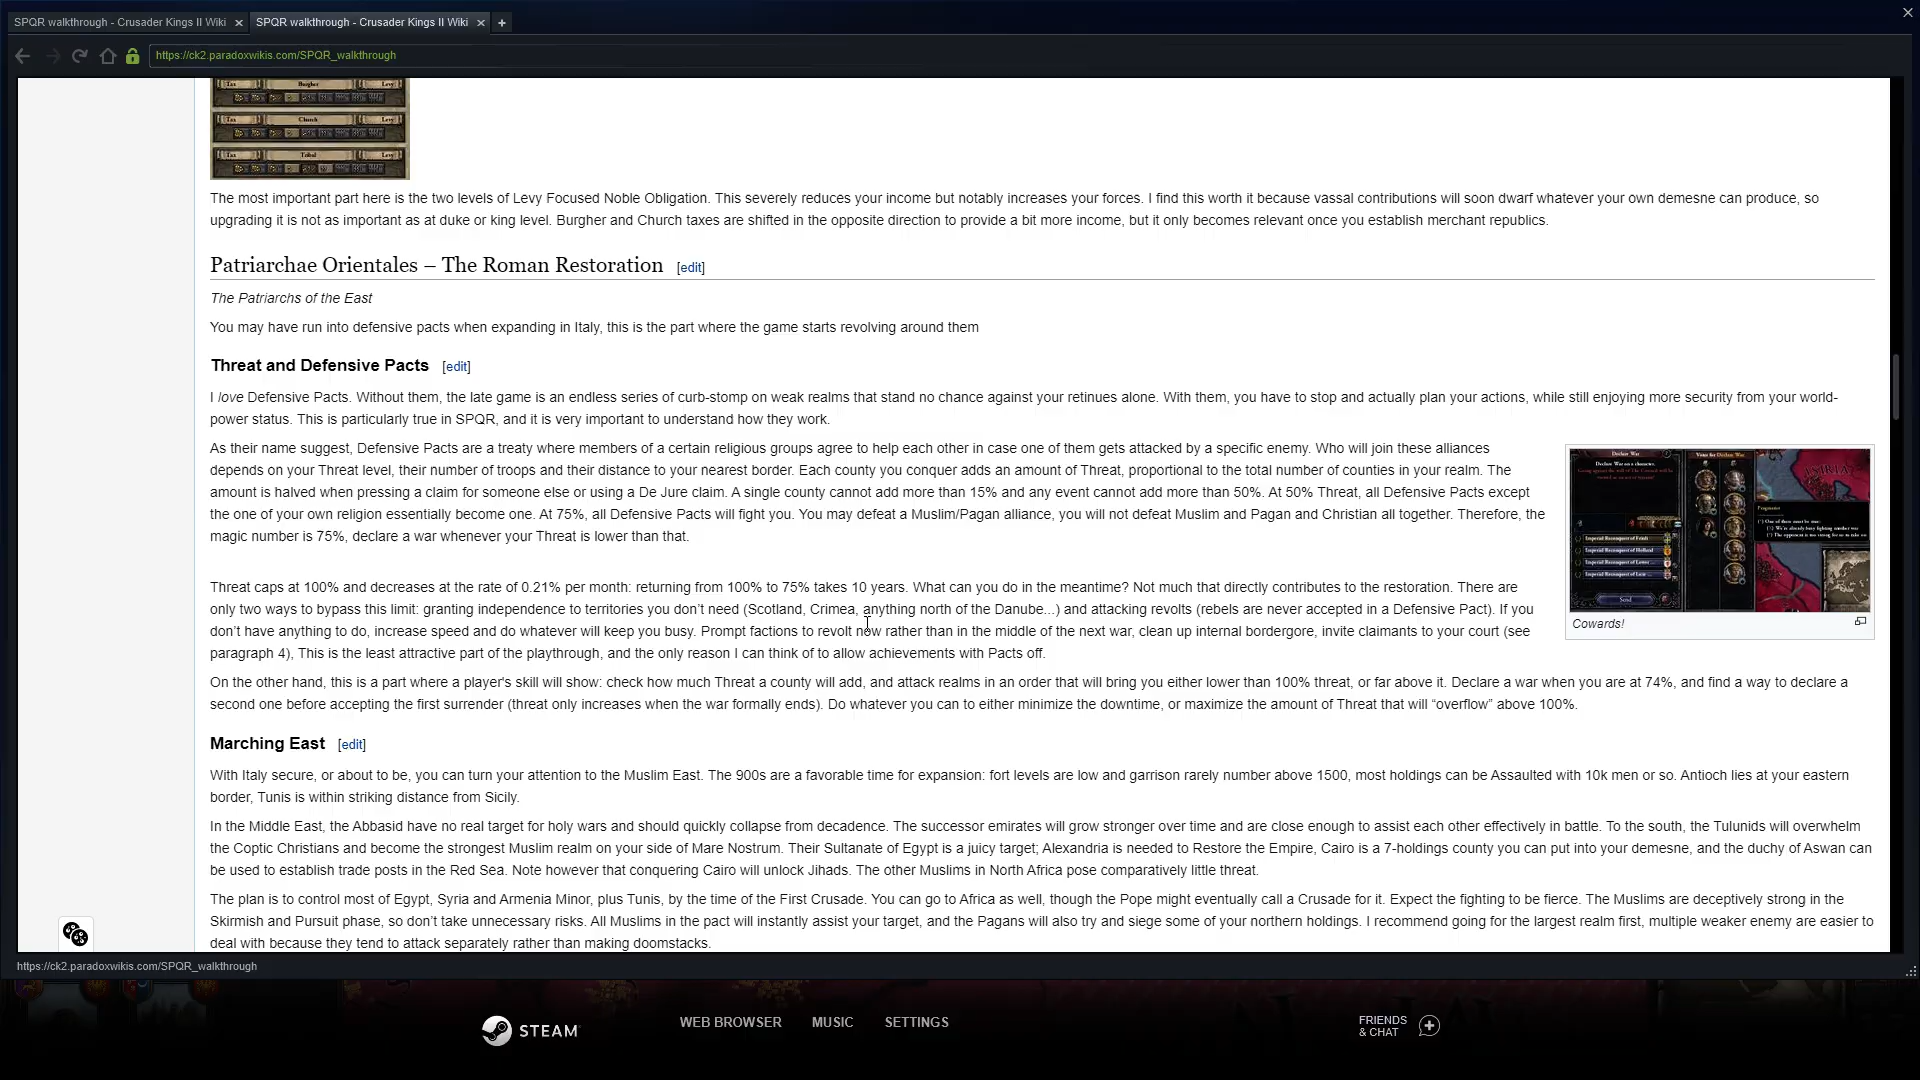 SPQR walkthrough - Crusader Kings II Wiki
SPQR walkthrough - Crusader Kings II Wiki
https://ck2.paradoxwikis.com/SPQR_walkthrough
Tax Burgher Levy
Tax Church Levy
Tax Tribal Levy
The most important part here is the two levels of Levy Focused Noble Obligation. This severely reduces your income but notably increases your forces. I find this worth it because vassal contributions will soon dwarf whatever your own demesne can produce, so
upgrading it is not as important as at duke or king level. Burgher and Church taxes are shifted in the opposite direction to provide a bit more income, but it only becomes relevant once you establish merchant republics.
Patriarchae Orientales – The Roman Restoration [edit]
The Patriarchs of the East
You may have run into defensive pacts when expanding in Italy, this is the part where the game starts revolving around them
Threat and Defensive Pacts [edit]
I love Defensive Pacts. Without them, the late game is an endless series of curb-stomp on weak realms that stand no chance against your retinues alone. With them, you have to stop and actually plan your actions, while still enjoying more security from your world-
power status. This is particularly true in SPQR, and it is very important to understand how they work.
As their name suggest, Defensive Pacts are a treaty where members of a certain religious groups agree to help each other in case one of them gets attacked by a specific enemy. Who will join these alliances
depends on your Threat level, their number of troops and their distance to your nearest border. Each county you conquer adds an amount of Threat, proportional to the total number of counties in your realm. The
amount is halved when pressing a claim for someone else or using a De Jure claim. A single county cannot add more than 15% and any event cannot add more than 50%. At 50% Threat, all Defensive Pacts except
the one of your own religion essentially become one. At 75%, all Defensive Pacts will fight you. You may defeat a Muslim/Pagan alliance, you will not defeat Muslim and Pagan and Christian all together. Therefore, the
magic number is 75%, declare a war whenever your Threat is lower than that.
Declare War
Declare War on a character.
Votes for Declare War
Imperial Reconquest of Holland
Send
Cowards!
Threat caps at 100% and decreases at the rate of 0.21% per month: returning from 100% to 75% takes 10 years. What can you do in the meantime? Not much that directly contributes to the restoration. There are
only two ways to bypass this limit: granting independence to territories you don't need (Scotland, Crimea, anything north of the Danube...) and attacking revolts (rebels are never accepted in a Defensive Pact). If you
don't have anything to do, increase speed and do whatever will keep you busy. Prompt factions to revolt now rather than in the middle of the next war, clean up internal bordergore, invite claimants to your court (see
paragraph 4), This is the least attractive part of the playthrough, and the only reason I can think of to allow achievements with Pacts off.
On the other hand, this is a part where a player's skill will show: check how much Threat a county will add, and attack realms in an order that will bring you either lower than 100% threat, or far above it. Declare a war when you are at 74%, and find a way to declare a
second one before accepting the first surrender (threat only increases when the war formally ends). Do whatever you can to either minimize the downtime, or maximize the amount of Threat that will “overflow” above 100%.
Marching East [edit]
With Italy secure, or about to be, you can turn your attention to the Muslim East. The 900s are a favorable time for expansion: fort levels are low and garrison rarely number above 1500, most holdings can be Assaulted with 10k men or so. Antioch lies at your eastern
border, Tunis is within striking distance from Sicily.
In the Middle East, the Abbasid have no real target for holy wars and should quickly collapse from decadence. The successor emirates will grow stronger over time and are close enough to assist each other effectively in battle. To the south, the Tulunids will overwhelm
the Coptic Christians and become the strongest Muslim realm on your side of Mare Nostrum. Their Sultanate of Egypt is a juicy target; Alexandria is needed to Restore the Empire, Cairo is a 7-holdings county you can put into your demesne, and the duchy of Aswan can
be used to establish trade posts in the Red Sea. Note however that conquering Cairo will unlock Jihads. The other Muslims in North Africa pose comparatively little threat.
The plan is to control most of Egypt, Syria and Armenia Minor, plus Tunis, by the time of the First Crusade. You can go to Africa as well, though the Pope might eventually call a Crusade for it. Expect the fighting to be fierce. The Muslims are deceptively strong in the
Skirmish and Pursuit phase, so don't take unnecessary risks. All Muslims in the pact will instantly assist your target, and the Pagans will also try and siege some of your northern holdings. I recommend going for the largest realm first, multiple weaker enemy are easier to
deal with because they tend to attack separately rather than making doomstacks.
https://ck2.paradoxwikis.com/SPQR_walkthrough
STEAM
WEB BROWSER
MUSIC
SETTINGS
FRIENDS
& CHAT